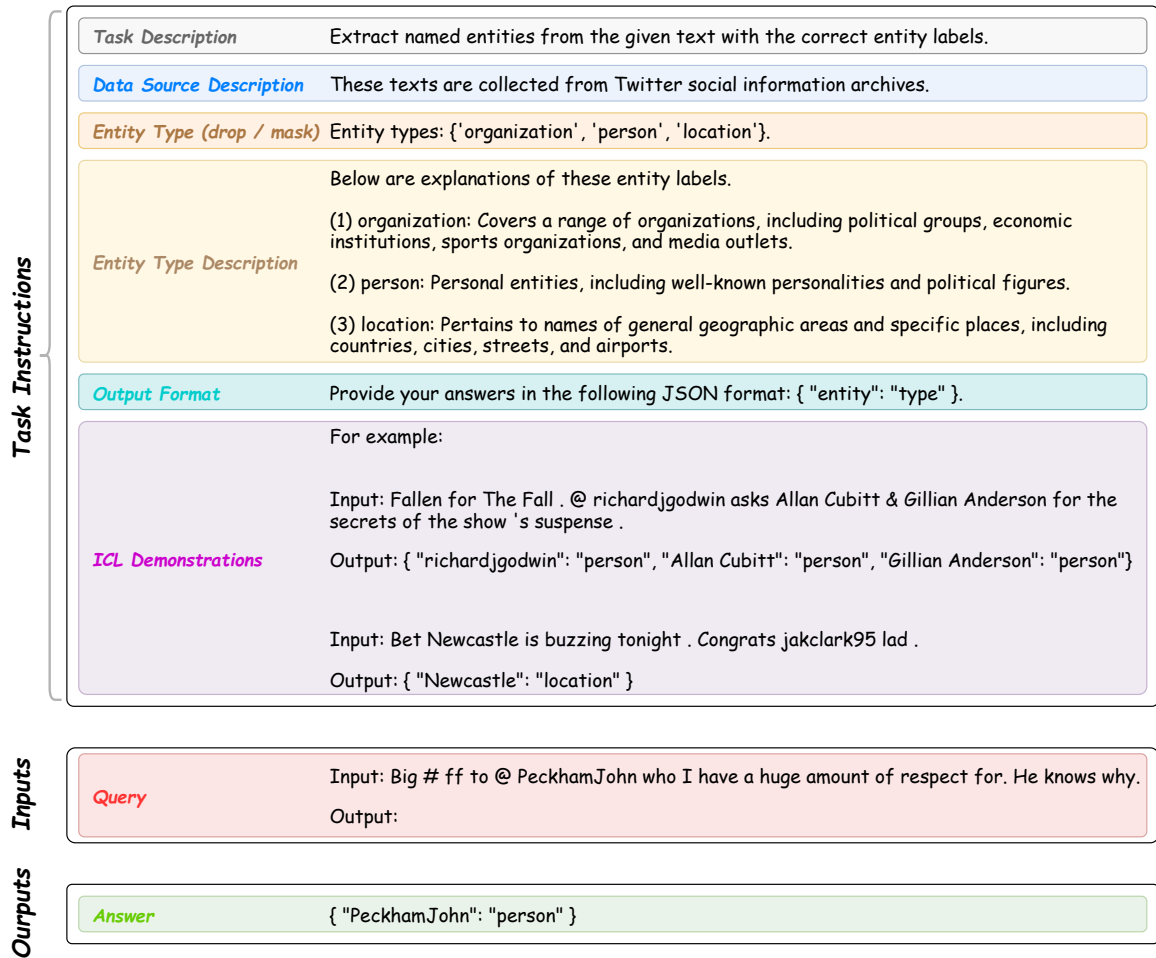 Task Instructions
Task Description
Extract named entities from the given text with the correct entity labels.
Data Source Description
These texts are collected from Twitter social information archives.
Entity Type (drop / mask)
Entity types: {'organization', 'person', 'location'}.
Entity Type Description
Below are explanations of these entity labels.
(1) organization: Covers a range of organizations, including political groups, economic
institutions, sports organizations, and media outlets.
(2) person: Personal entities, including well-known personalities and political figures.
(3) location: Pertains to names of general geographic areas and specific places, including
countries, cities, streets, and airports.
Output Format
Provide your answers in the following JSON format: { "entity": "type" }.
ICL Demonstrations
For example:
Input: Fallen for The Fall . @ richardjgodwin asks Allan Cubitt & Gillian Anderson for the
secrets of the show 's suspense .
Output: { "richardjgodwin": "person", "Allan Cubitt": "person", "Gillian Anderson": "person"}
Input: Bet Newcastle is buzzing tonight . Congrats jakclark95 lad .
Output: { "Newcastle": "location" }
Inputs
Query
Input: Big # ff to @ PeckhamJohn who I have a huge amount of respect for. He knows why.
Output:
Ourputs
Answer
{ "PeckhamJohn": "person" }